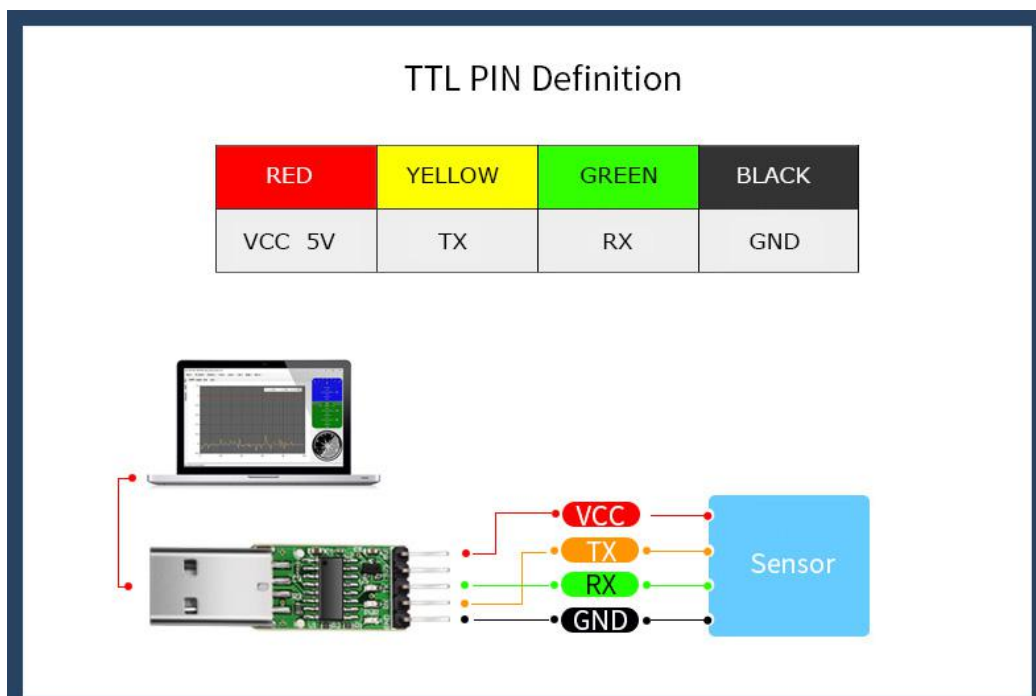 TTL PIN Definition
RED YELLOW GREEN BLACK
VCC 5V TX RX GND
VCC
TX
Sensor
RX
GND